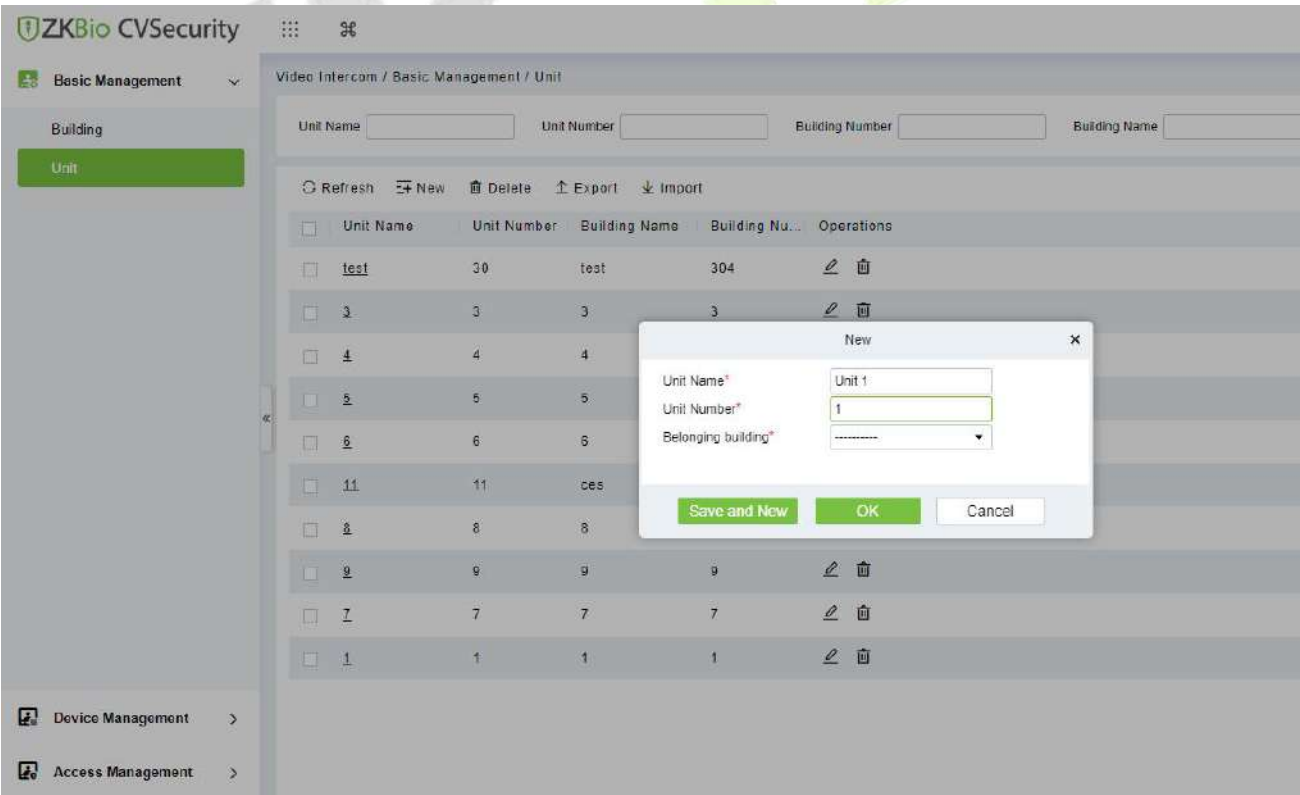 ZKBio CVSecurity
Basic Management
Video Intercom / Basic Management / Unit
Building
Unit
Unit Name Unit Number Building Number Building Name
Refresh New Delete Export Import
Unit Name Unit Number Building Name Building Nu... Operations
test 30 test 304
3 3 3 3
4 4 4
5 5 5
6 6 6
11 11 ces
8 8 8
9 9 9 9
7 7 7 7
1 1 1 1
New
Unit Name* Unit 1
Unit Number* 1
Belonging building* ----------
Save and New OK Cancel
Device Management
Access Management